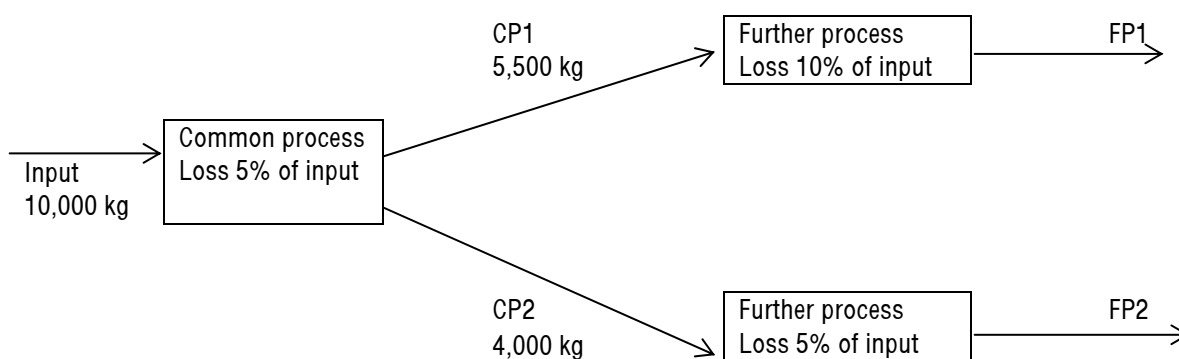 CP1
5,500 kg
Further process
Loss 10% of input
FP1
Common process
Loss 5% of input
Input
10,000 kg
CP2
4,000 kg
Further process
Loss 5% of input
FP2